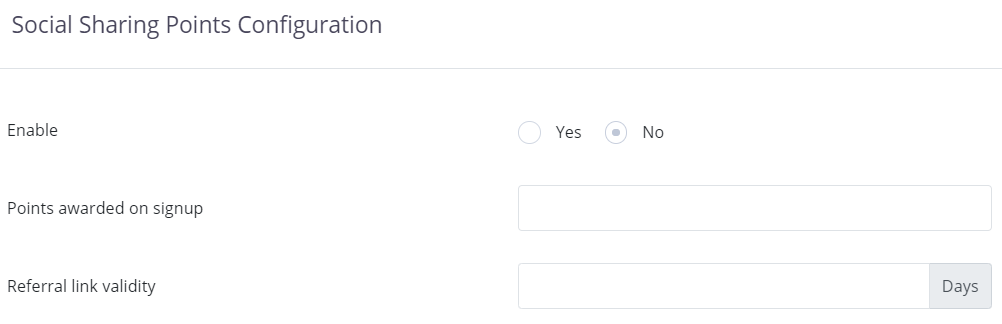 Social Sharing Points Configuration
Enable Yes No
Points awarded on signup
Referral link validity Days